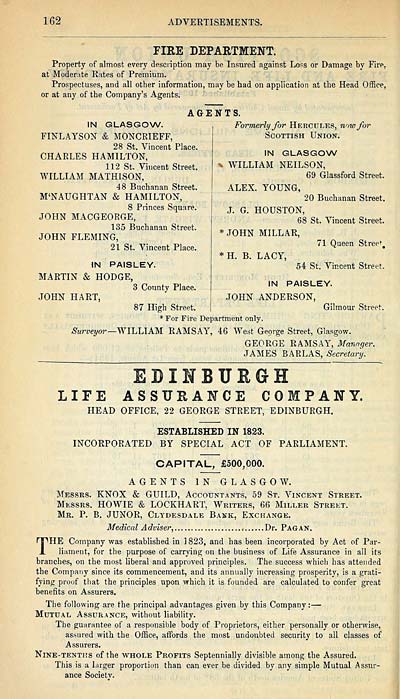 162
ADVERTISEMENTS.
FIRE DEPARTMENT.
Property of almost every description may be Insured against Loss or Damage by Fire,
at Moderate Rates of Premium.
Prospectuses, and all other information, may be had on application at the Head Office,
or at any of the Company's Agents.
AGENTS.
IN GLASGOW.
FINLAYSON & MONCRIEFF,
28 St. Vincent Place.
CHARLES HAMILTON,
112 St. Vincent Street.
WILLIAM MATHISON,
48 Buchanan Street.
M'NAUGHTAN & HAMILTON,
8 Princes Square.
JOHN MACGEORGE,
135 Buchanan Street.
JOHN FLEMING,
21 St. Vincent Place.
IN PAISLEY.
MARTIN & HODGE,
3 County Place.
JOHN HART,
87 High Street.
Formerly for HERCULES, now for
SCOTTISH UNION.
IN GLASGOW
WILLIAM NEILSON,
69 Glassford Street.
ALEX. YOUNG,
20 Buchanan Street.
J. G. HOUSTON,
68 St. Vincent Street.
* JOHN MILLAR,
71 Queen Street.
* H. B. LACY,
54 St. Vincent Street.
IN PAISLEY.
JOHN ANDERSON,
Gilmour Street.
* For Fire Department only.
Surveyor—WILLIAM RAMSAY, 46 West George Street, Glasgow.
GEORGE RAMSAY, Manager.
JAMES BARLAS, Secretary.
EDINBURGH
LIFE ASSURANCE COMPANY.
HEAD OFFICE, 22 GEORGE STREET, EDINBURGH.
ESTABLISHED IN 1823.
INCORPORATED BY SPECIAL ACT OF PARLIAMENT.
CAPITAL, £500,000.
AGENTS IN GLASGOW.
MESSRS. KNOX & GUILD, ACCOUNTANTS, 59 ST. VINCENT STREET.
MESSRS. HOWIE & LOCKHART, WRITERS, 66 MILLER STREET.
MR. P. B. JUNOR, CLYDESDALE BANK, EXCHANGE.
Medical Adviser,..........................Dr. PAGAN.
THE Company was established in 1823, and has been incorporated by Act of Par-
liament, for the purpose of carrying on the business of Life Assurance in all its
branches, on the most liberal and approved principles. The success which has attended
the Company since its commencement, and its annually increasing prosperity, is a grati-
fying proof that the principles upon which it is founded are calculated to confer great
benefits on Assurers.
The following are the principal advantages given by this Company:—
MUTUAL ASSURANCE, without liability.
The guarantee of a responsible body of Proprietors, either personally or otherwise,
assured with the Office, affords the most undoubted security to all classes of
Assurers.
NINE-TENTHS of the WHOLE PROFITS Septennially divisible among the Assured.
This is a larger proportion than can ever be divided by any simple Mutual Assur-
ance Society.